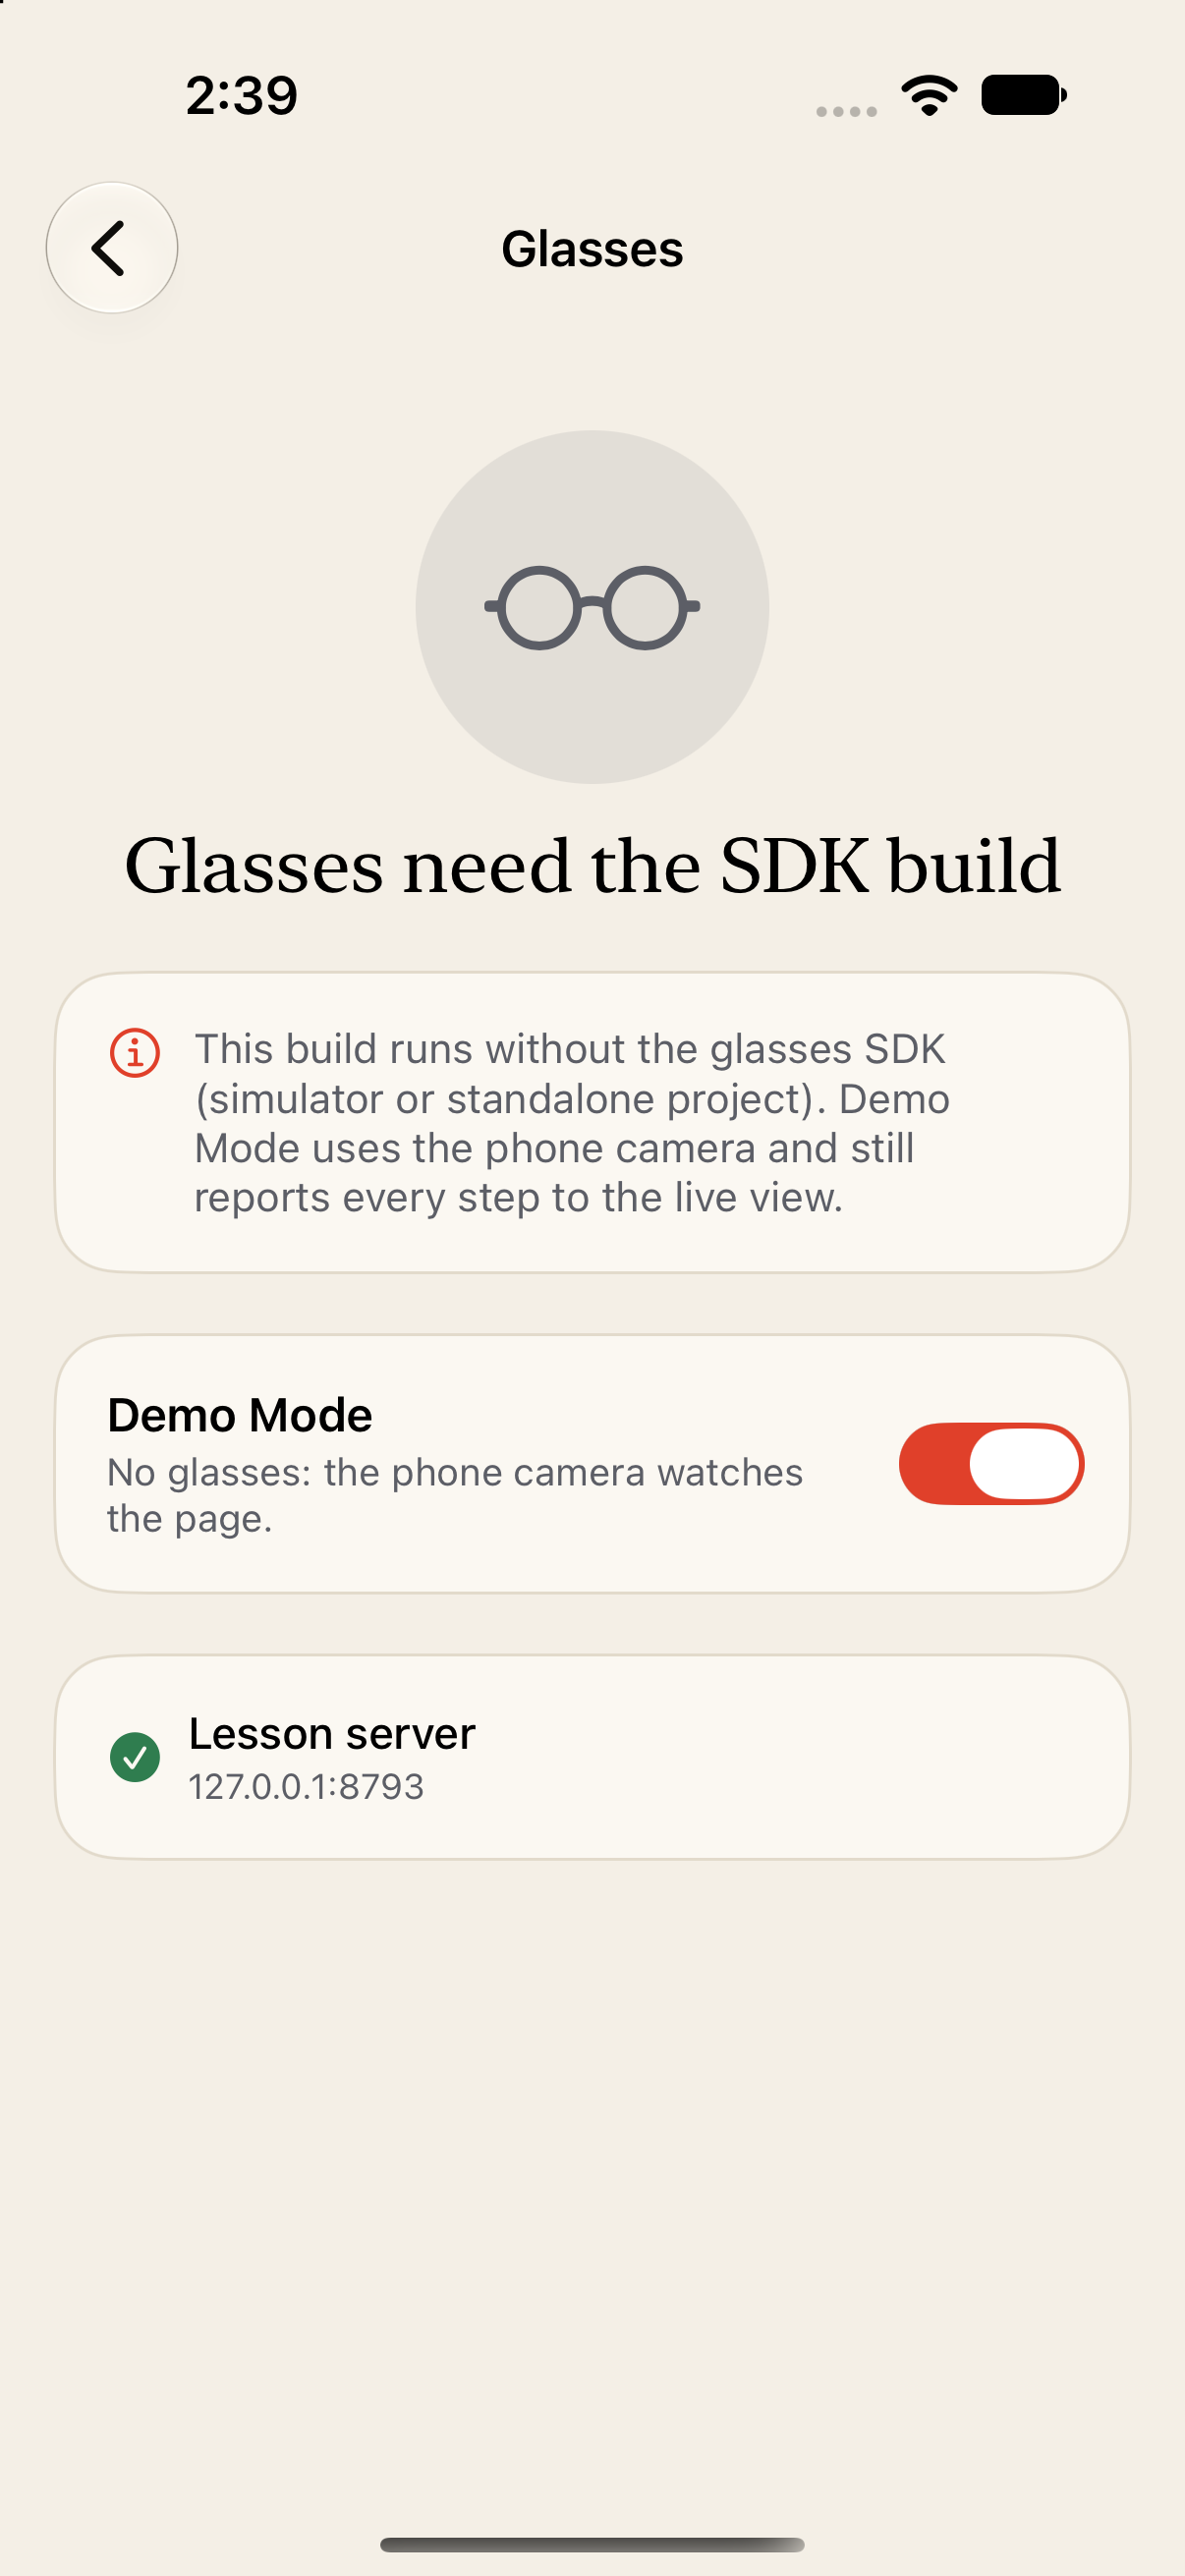 2:39
Glasses
Glasses need the SDK build
This build runs without the glasses SDK
(simulator or standalone project). Demo
Mode uses the phone camera and still
reports every step to the live view.
Demo Mode
No glasses: the phone camera watches
the page.
Lesson server
127.0.0.1:8793